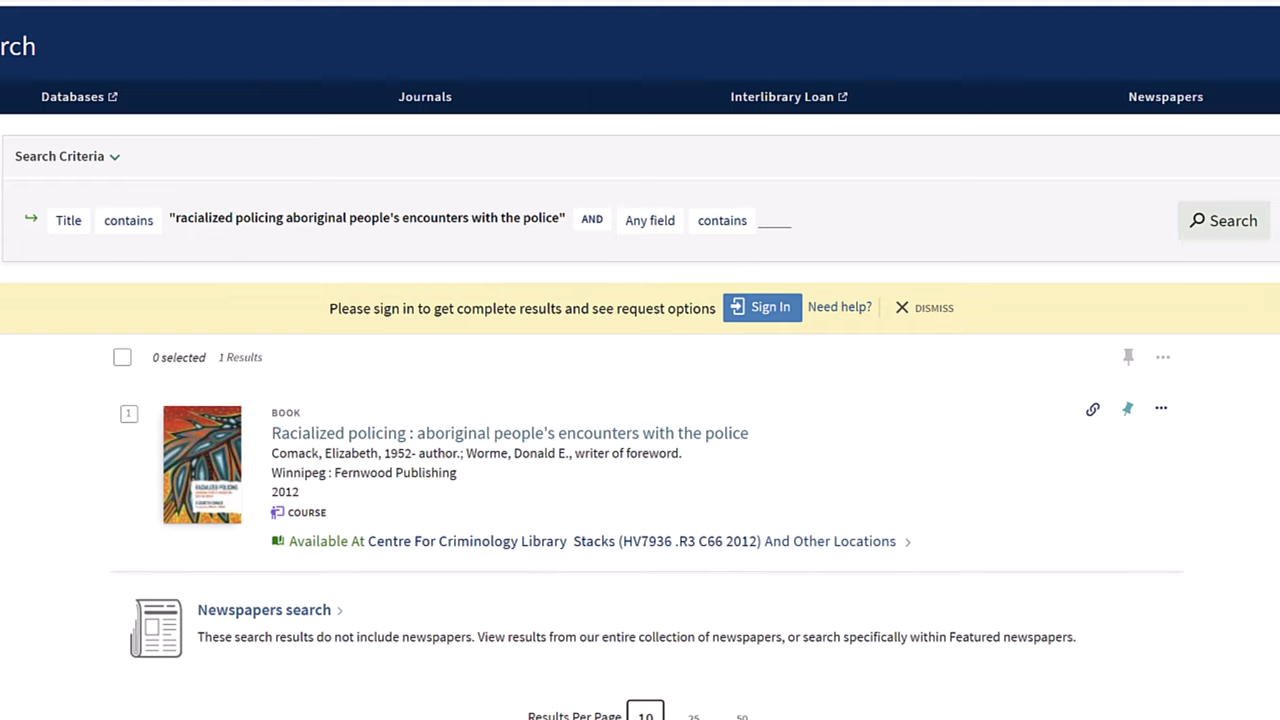 rch
Databases Journals Interlibrary Loan Newspapers
Search Criteria
Title contains "racialized policing aboriginal people's encounters with the police" AND Any field contains ____ Search
Please sign in to get complete results and see request options Sign In Need help? DISMISS
0 selected 1 Results
1
BOOK
Racialized policing : aboriginal people's encounters with the police
Comack, Elizabeth, 1952- author.; Worme, Donald E., writer of foreword.
Winnipeg : Fernwood Publishing
2012
RACIALIZED POLICING
COURSE
Available At Centre For Criminology Library Stacks (HV7936 .R3 C66 2012) And Other Locations
Newspapers search
These search results do not include newspapers. View results from our entire collection of newspapers, or search specifically within Featured newspapers.
Results Per Page 10 25 50